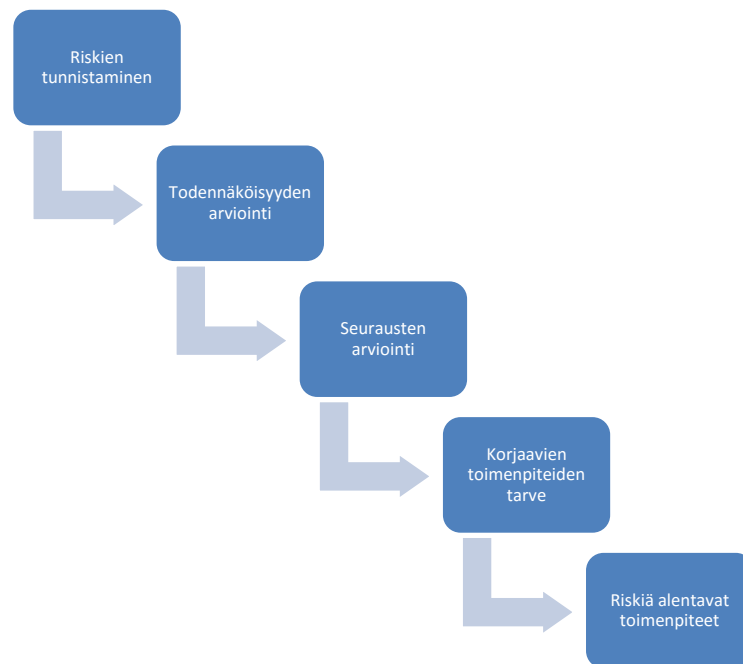 Riskien
tunnistaminen
Todennäköisyyden
arviointi
Seurausten
arviointi
Korjaavien
toimenpiteiden
tarve
Riskiä alentavat
toimenpiteet